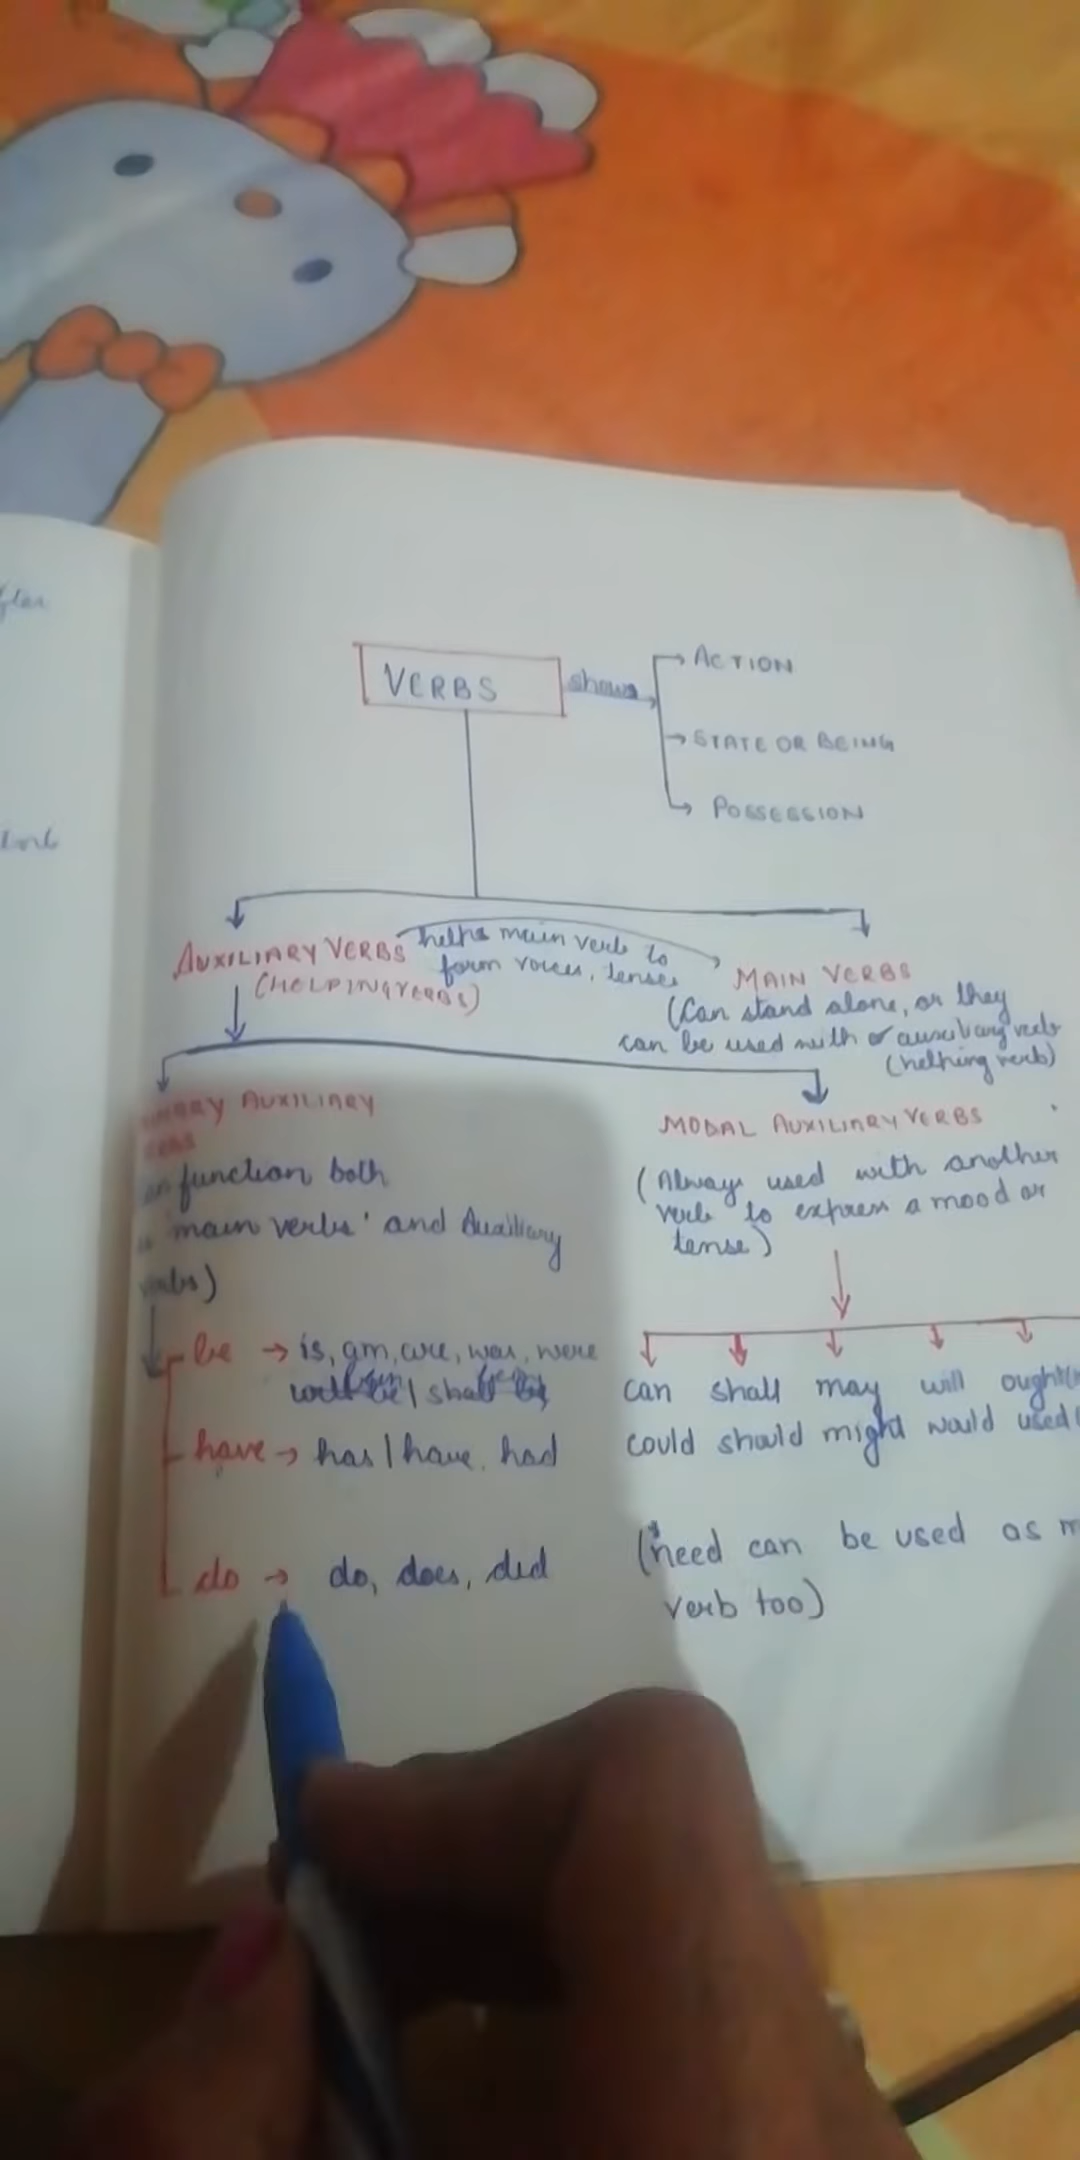 VERBS shows
→ ACTION
→ STATE OR BEING
→ POSSESSION
AUXILIARY VERBS
(HELPING VERBS)
helps main verb to
form voices, tenses
MAIN VERBS
(Can stand alone, or they
can be used with or auxiliary verb
(helping verb)
AUXILIARY
function both
'main verbs' and Auxiliary
verbs)
be → is, am, are, was, were
have → has/have, had
do → do, does, did
MODAL AUXILIARY VERBS
(Always used with another
verb to express a mood or
tense)
can shall may will ought
could should might would used
(need can be used as
verb too)